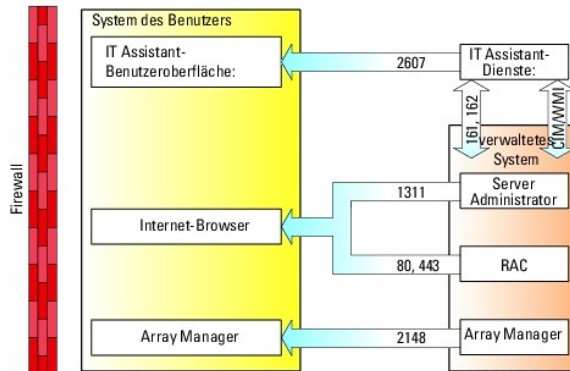 System des Benutzers
IT Assistant-
Benutzeroberfläche:
2607
IT Assistant-
Dienste:
161, 162
CIM/WMI
verwaltetes
System
Firewall
1311
Server
Administrator
Internet-Browser
80, 443
RAC
Array Manager
2148
Array Manager